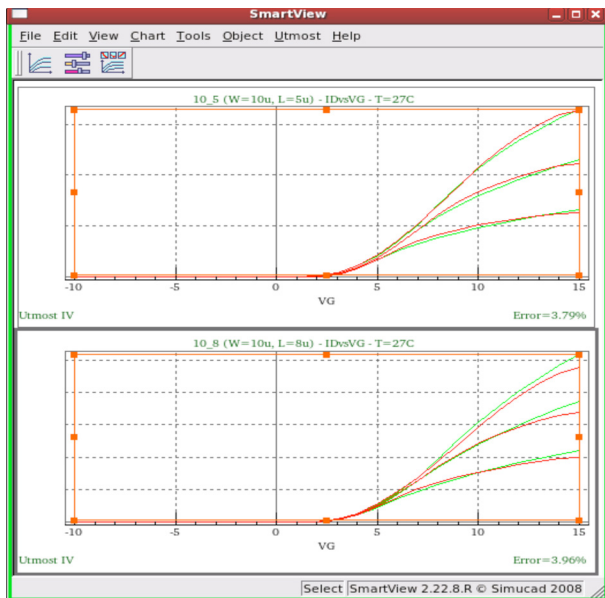 SmartView
File Edit View Chart Tools Object Utmost Help
10_5 (W=10u, L=5u) - IDvsVG - T=27C
-10 -5 0 5 10 15
VG
Utmost IV Error=3.79%
10_8 (W=10u, L=8u) - IDvsVG - T=27C
-10 -5 0 5 10 15
VG
Utmost IV Error=3.96%
Select SmartView 2.22.8.R © Simucad 2008